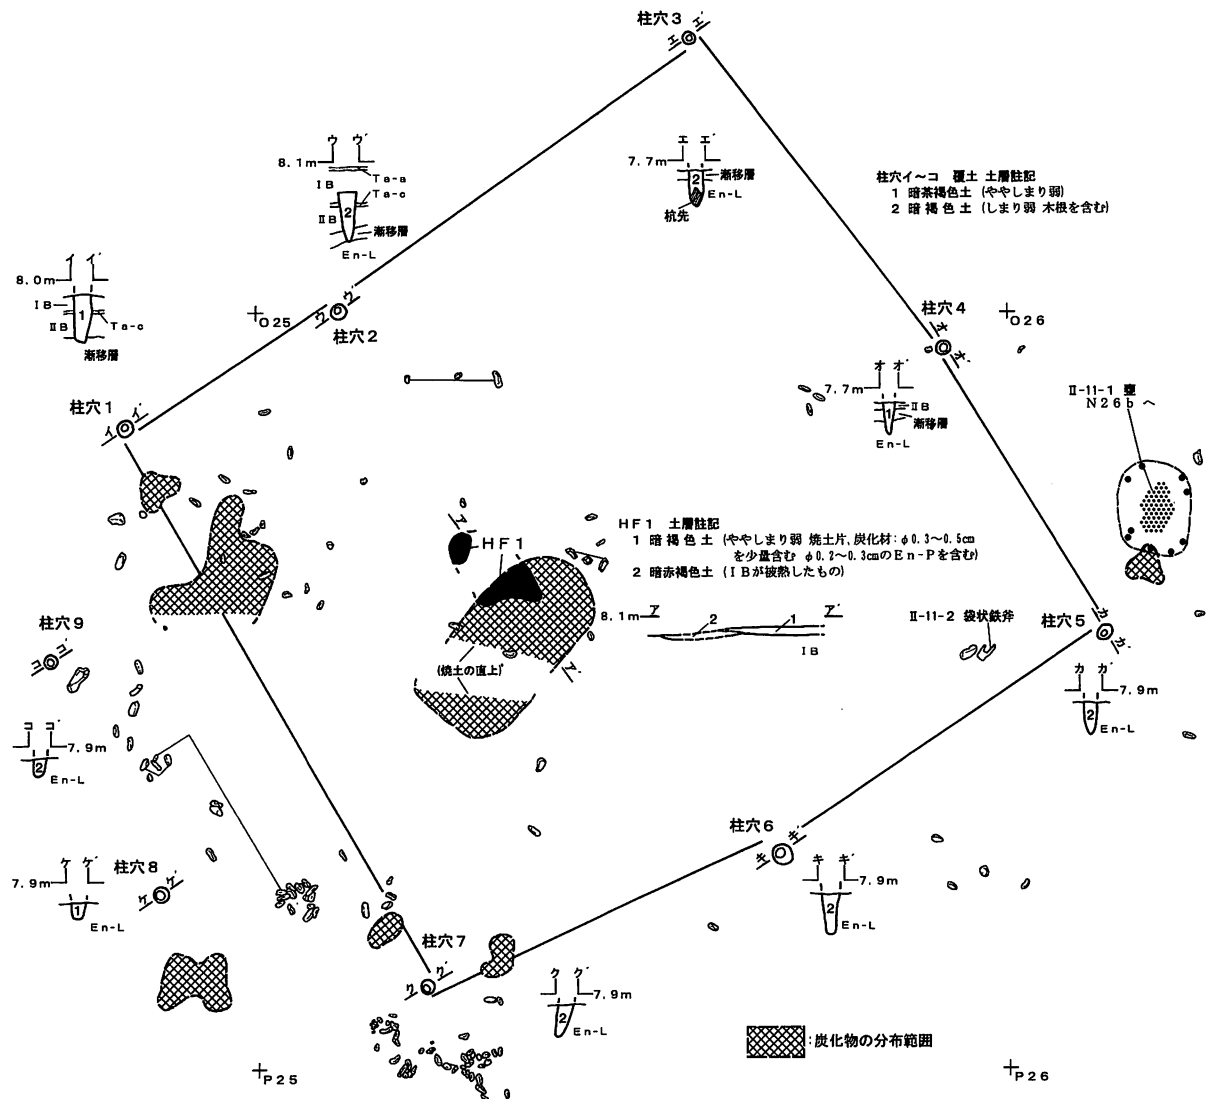 柱穴3
エ エ´
ウ ウ´
8.1m
Ta-a
IB
Ta-c
ⅡB
2
漸移層
En-L
エ エ´
7.7m
漸移層
2
En-L
杭先
柱穴イ～コ 覆土 土層註記
1 暗茶褐色土 (ややしまり弱)
2 暗褐色土 (しまり弱 木根を含む)
イ イ´
8.0m
IB
1
ⅡB
Ta-c
漸移層
O25
ウ ウ´
柱穴2
柱穴4
O26
オ オ´
オ オ´
7.7m
ⅡB
1
漸移層
En-L
Ⅱ-11-1 甕
N26b へ
柱穴1
イ イ´
ア´
HF1
HF1 土層註記
1 暗褐色土 (ややしまり弱 焼土片,炭化材:φ0.3～0.5cm
を少量含む φ0.2～0.3cmのEn-Pを含む)
2 暗赤褐色土 (IBが被熱したもの)
8.1m
ア ア´
2 1
IB
Ⅱ-11-2 袋状鉄斧
柱穴5
カ カ´
柱穴9
コ コ´
(焼土の直上)
ア
カ カ´
7.9m
2
En-L
コ コ´
7.9m
2
En-L
柱穴6
キ キ´
キ キ´
7.9m
2
En-L
柱穴8
ケ ケ´
7.9m
1
En-L
ケ ケ´
柱穴7
ク ク´
ク ク´
7.9m
2
En-L
:炭化物の分布範囲
P25
P26